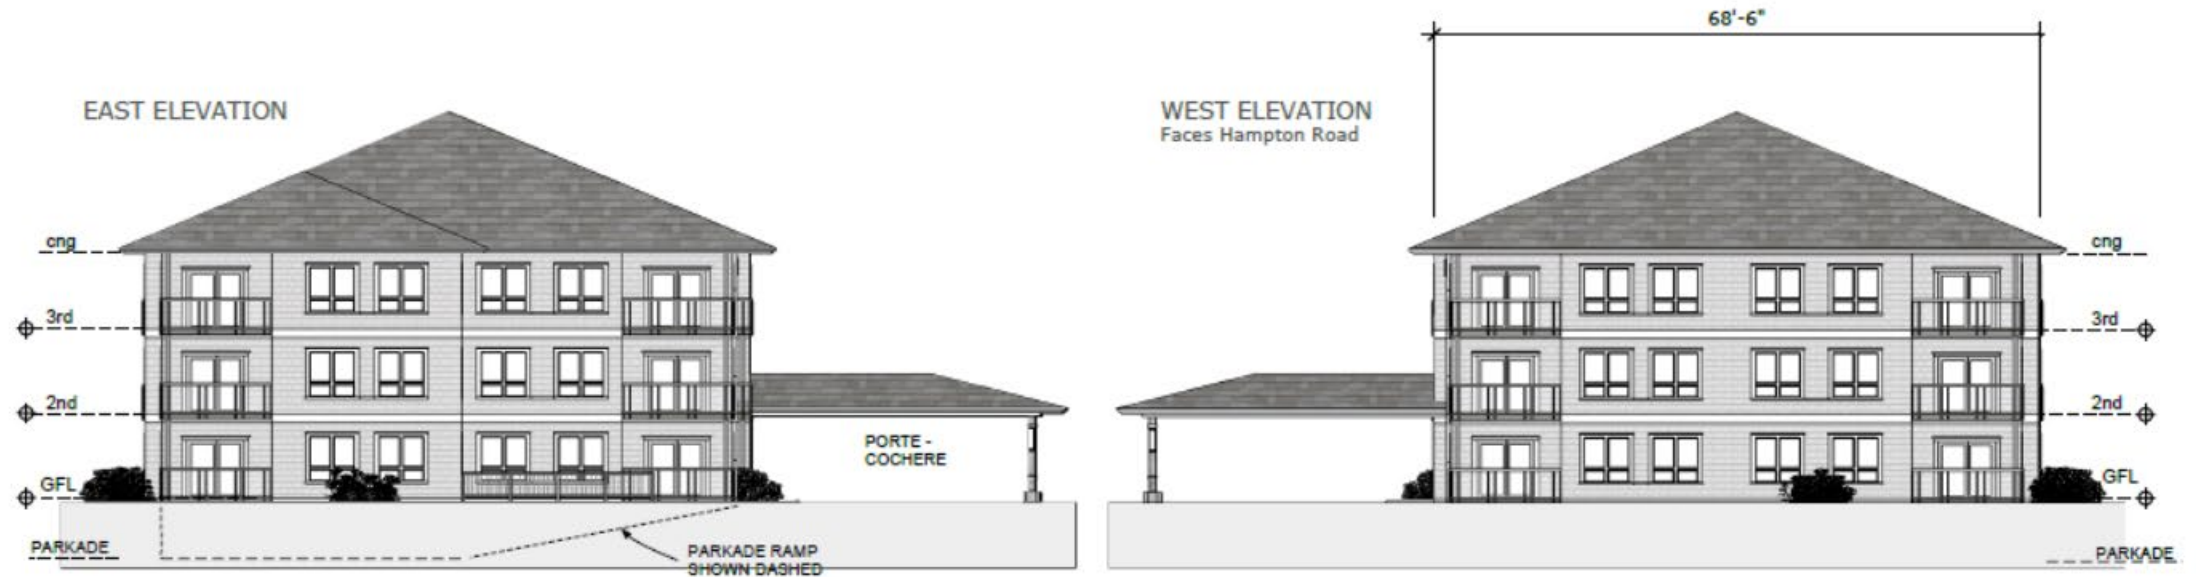 68'-6"
EAST ELEVATION
WEST ELEVATION
Faces Hampton Road
cng
cng
3rd
3rd
2nd
2nd
PORTE -
COCHERE
GFL
GFL
PARKADE
PARKADE RAMP
SHOWN DASHED
PARKADE